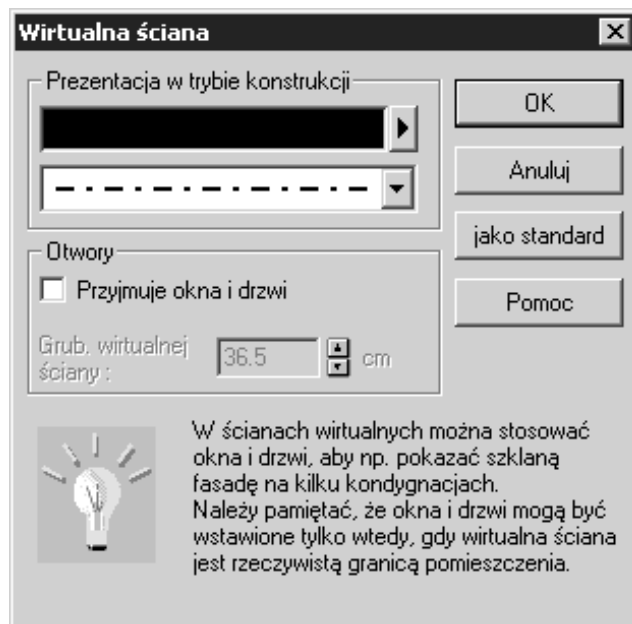 Wirtualna ściana
Prezentacja w trybie konstrukcji
OK
Anuluj
jako standard
Pomoc
Otwory
Przyjmuje okna i drzwi
Grub. wirtualnej
ściany :
36.5
cm
W ścianach wirtualnych można stosować
okna i drzwi, aby np. pokazać szklaną
fasadę na kilku kondygnacjach.
Należy pamiętać, że okna i drzwi mogą być
wstawione tylko wtedy, gdy wirtualna ściana
jest rzeczywistą granicą pomieszczenia.